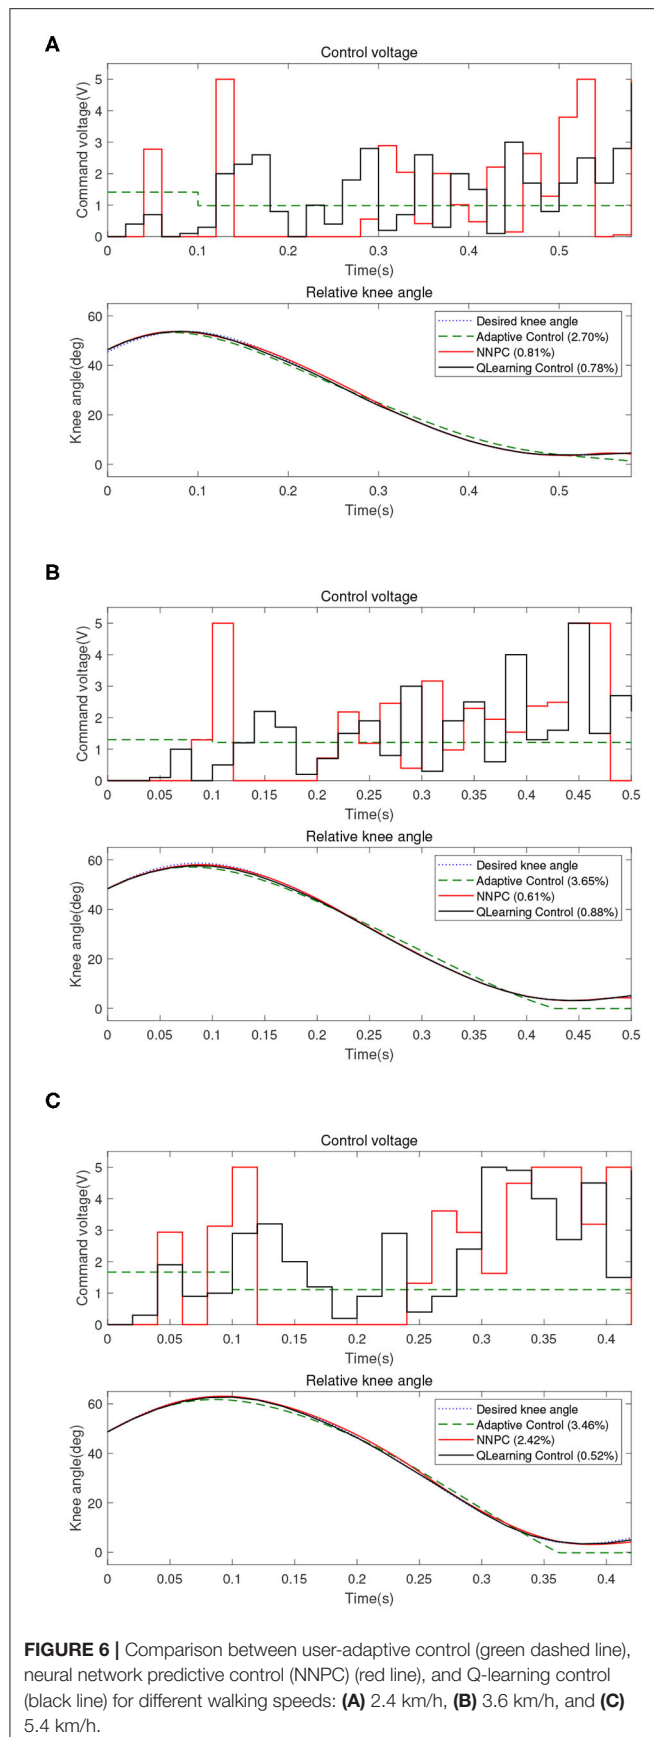 A
Control voltage
Command voltage(V)
5
4
3
2
1
0
0 0.1 0.2 0.3 0.4 0.5
Time(s)
Relative knee angle
Knee angle(deg)
60
40
20
0
Desired knee angle
Adaptive Control (2.70%)
NNPC (0.81%)
QLearning Control (0.78%)
0 0.1 0.2 0.3 0.4 0.5
Time(s)
B
Control voltage
Command voltage(V)
5
4
3
2
1
0
0 0.05 0.1 0.15 0.2 0.25 0.3 0.35 0.4 0.45 0.5
Time(s)
Relative knee angle
Knee angle(deg)
60
40
20
0
Desired knee angle
Adaptive Control (3.65%)
NNPC (0.61%)
QLearning Control (0.88%)
0 0.05 0.1 0.15 0.2 0.25 0.3 0.35 0.4 0.45 0.5
Time(s)
C
Control voltage
Command voltage(V)
5
4
3
2
1
0
0 0.05 0.1 0.15 0.2 0.25 0.3 0.35 0.4
Time(s)
Relative knee angle
Knee angle(deg)
60
40
20
0
Desired knee angle
Adaptive Control (3.46%)
NNPC (2.42%)
QLearning Control (0.52%)
0 0.05 0.1 0.15 0.2 0.25 0.3 0.35 0.4
Time(s)
FIGURE 6 | Comparison between user-adaptive control (green dashed line),
neural network predictive control (NNPC) (red line), and Q-learning control
(black line) for different walking speeds: (A) 2.4 km/h, (B) 3.6 km/h, and (C)
5.4 km/h.